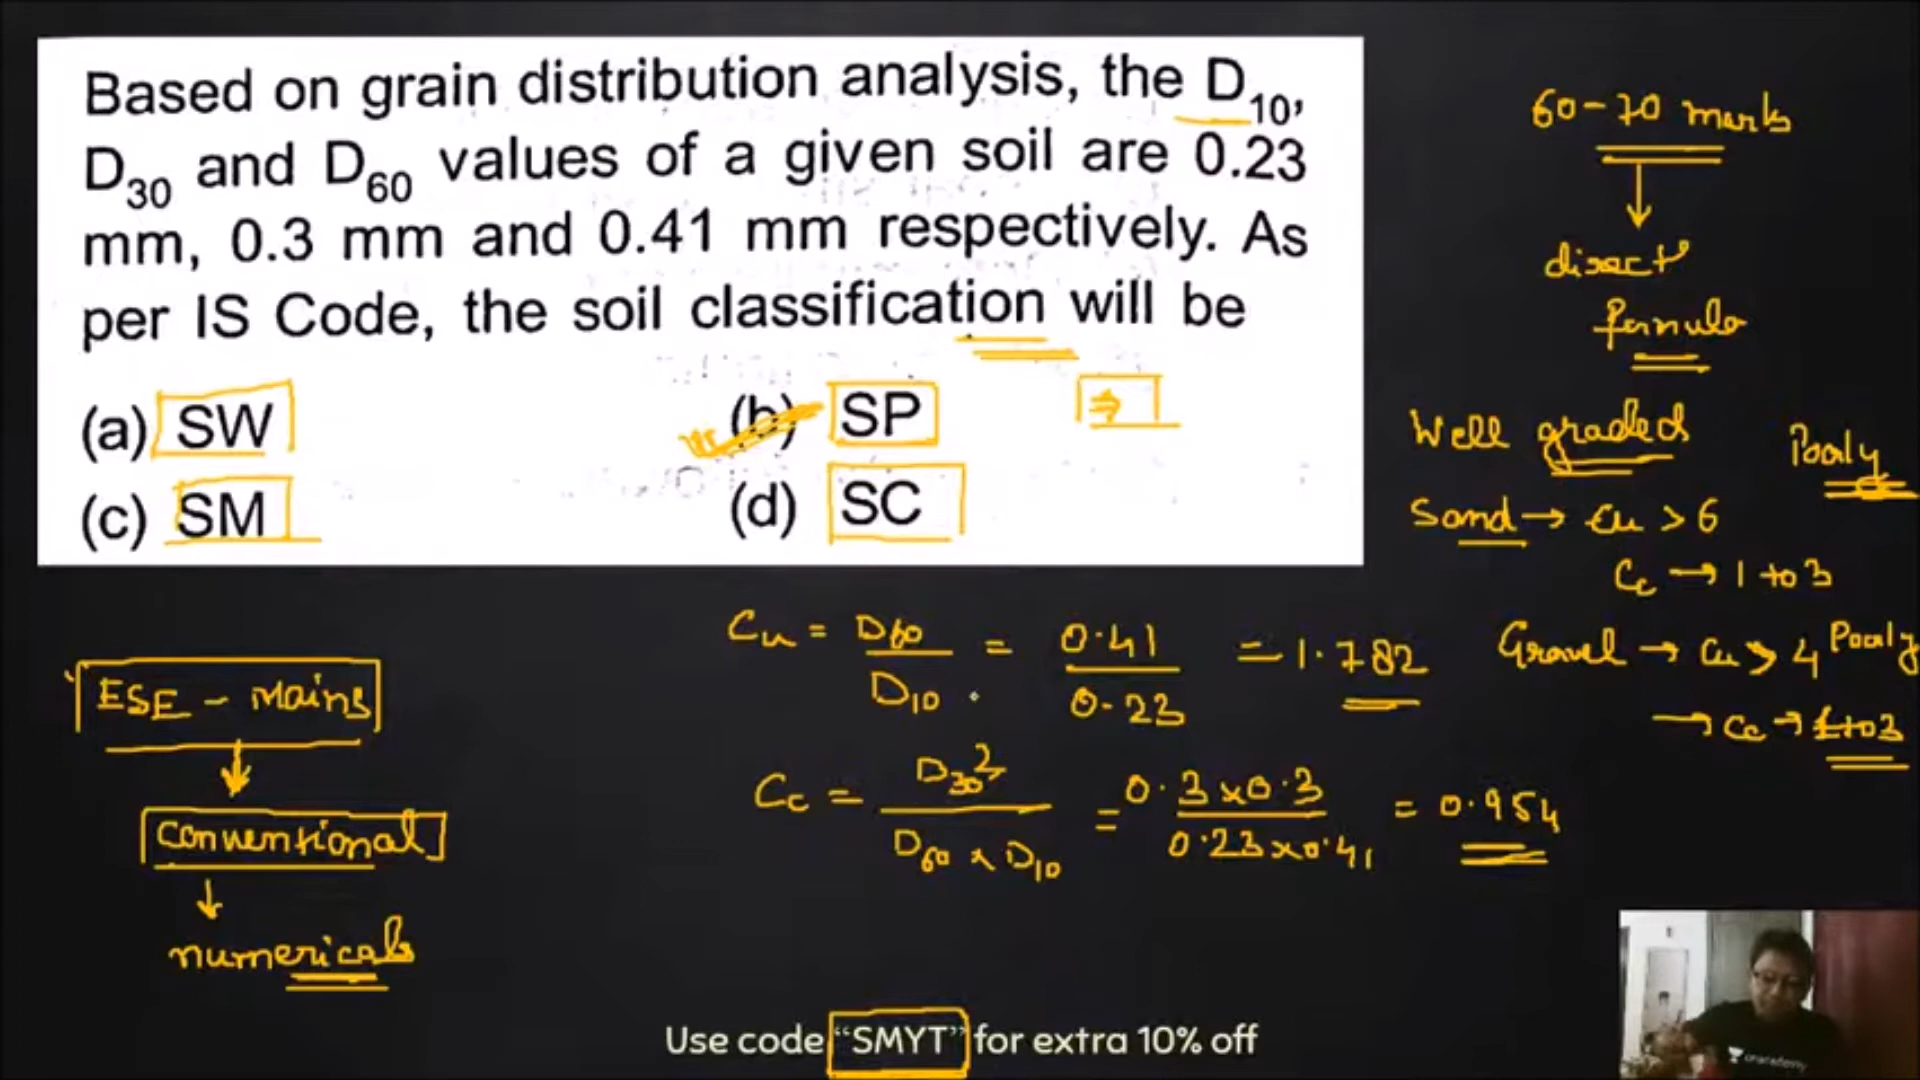 Based on grain distribution analysis, the D10,
D30 and D60 values of a given soil are 0.23
mm, 0.3 mm and 0.41 mm respectively. As
per IS Code, the soil classification will be
(a) SW (b) SP ⇒
(c) SM (d) SC
60-70 marks
↓
direct
formula
Well graded Poorly
Sand → Cu > 6
Cc → 1 to 3
Gravel → Cu > 4 Poorly
→ Cc → 1 to 3
Cu = D60/D10 = 0.41/0.23 = 1.782
Cc = D30²/D60 x D10 = 0.3x0.3/0.23x0.41 = 0.954
ESE - Mains
↓
Conventional
↓
numericals
Use code “SMYT” for extra 10% off
unacademy